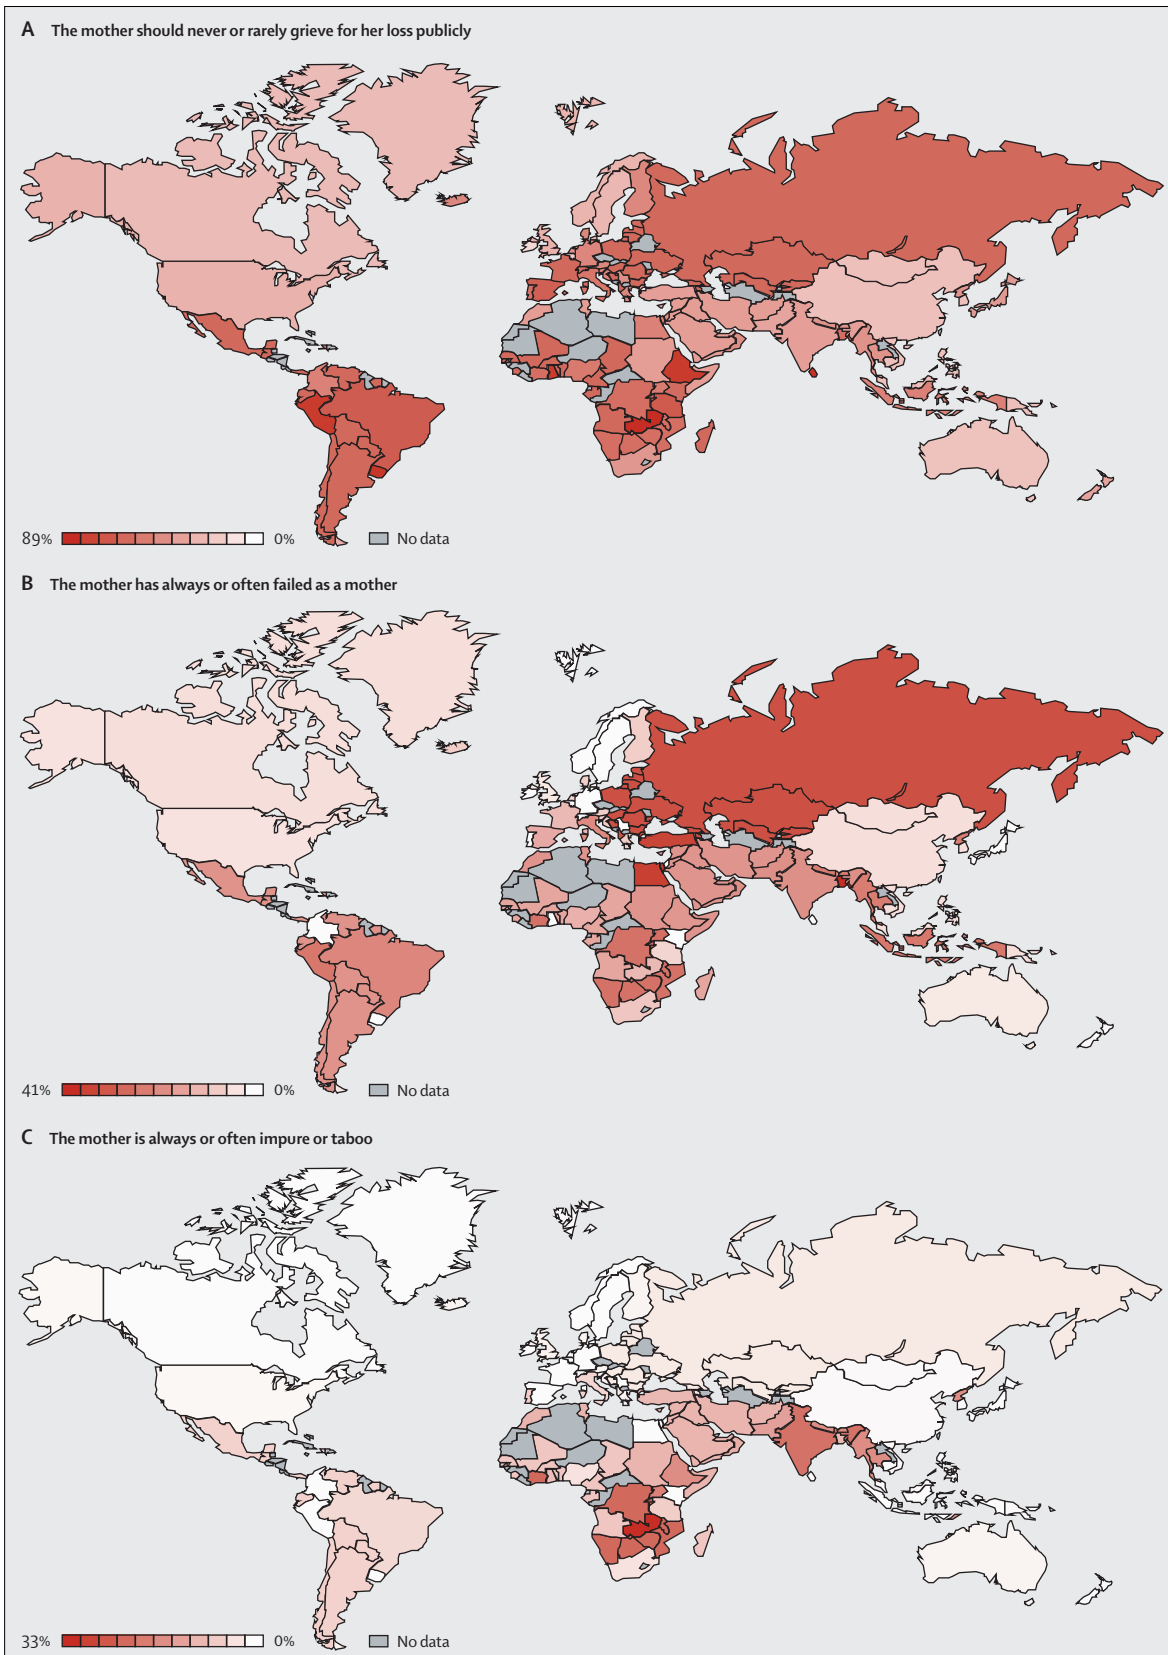 A The mother should never or rarely grieve for her loss publicly
89% 0% No data
B The mother has always or often failed as a mother
41% 0% No data
C The mother is always or often impure or taboo
33% 0% No data